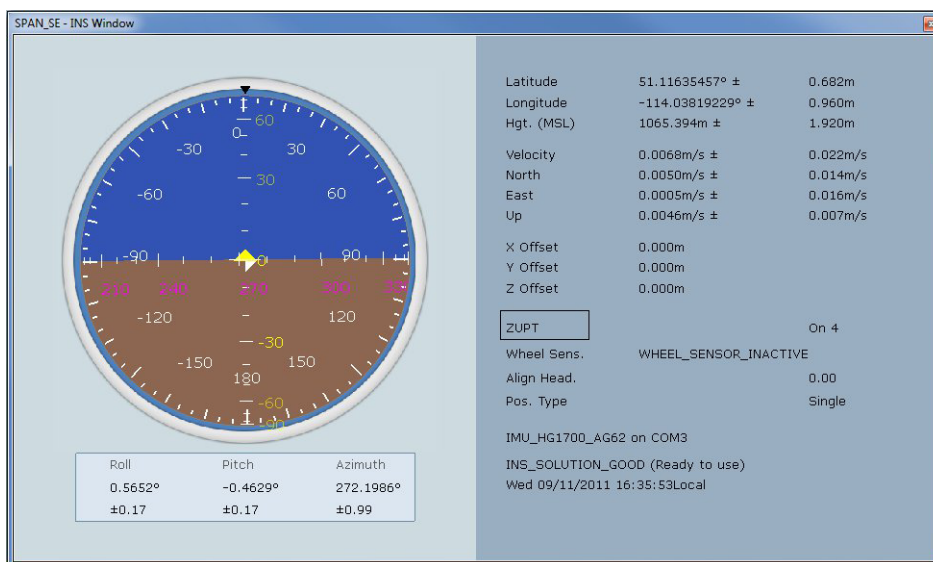 SPAN_SE - INS Window
60
0
-30 30
30
-60 60
-90 0 90
210 240 270 300 330
-120 120
-30
-150 150
180
-60
-90
Roll Pitch Azimuth
0.5652° -0.4629° 272.1986°
±0.17 ±0.17 ±0.99
Latitude 51.11635457° ± 0.682m
Longitude -114.03819229° ± 0.960m
Hgt. (MSL) 1065.394m ± 1.920m
Velocity 0.0068m/s ± 0.022m/s
North 0.0050m/s ± 0.014m/s
East 0.0005m/s ± 0.016m/s
Up 0.0046m/s ± 0.007m/s
X Offset 0.000m
Y Offset 0.000m
Z Offset 0.000m
ZUPT On 4
Wheel Sens. WHEEL_SENSOR_INACTIVE
Align Head. 0.00
Pos. Type Single
IMU_HG1700_AG62 on COM3
INS_SOLUTION_GOOD (Ready to use)
Wed 09/11/2011 16:35:53Local